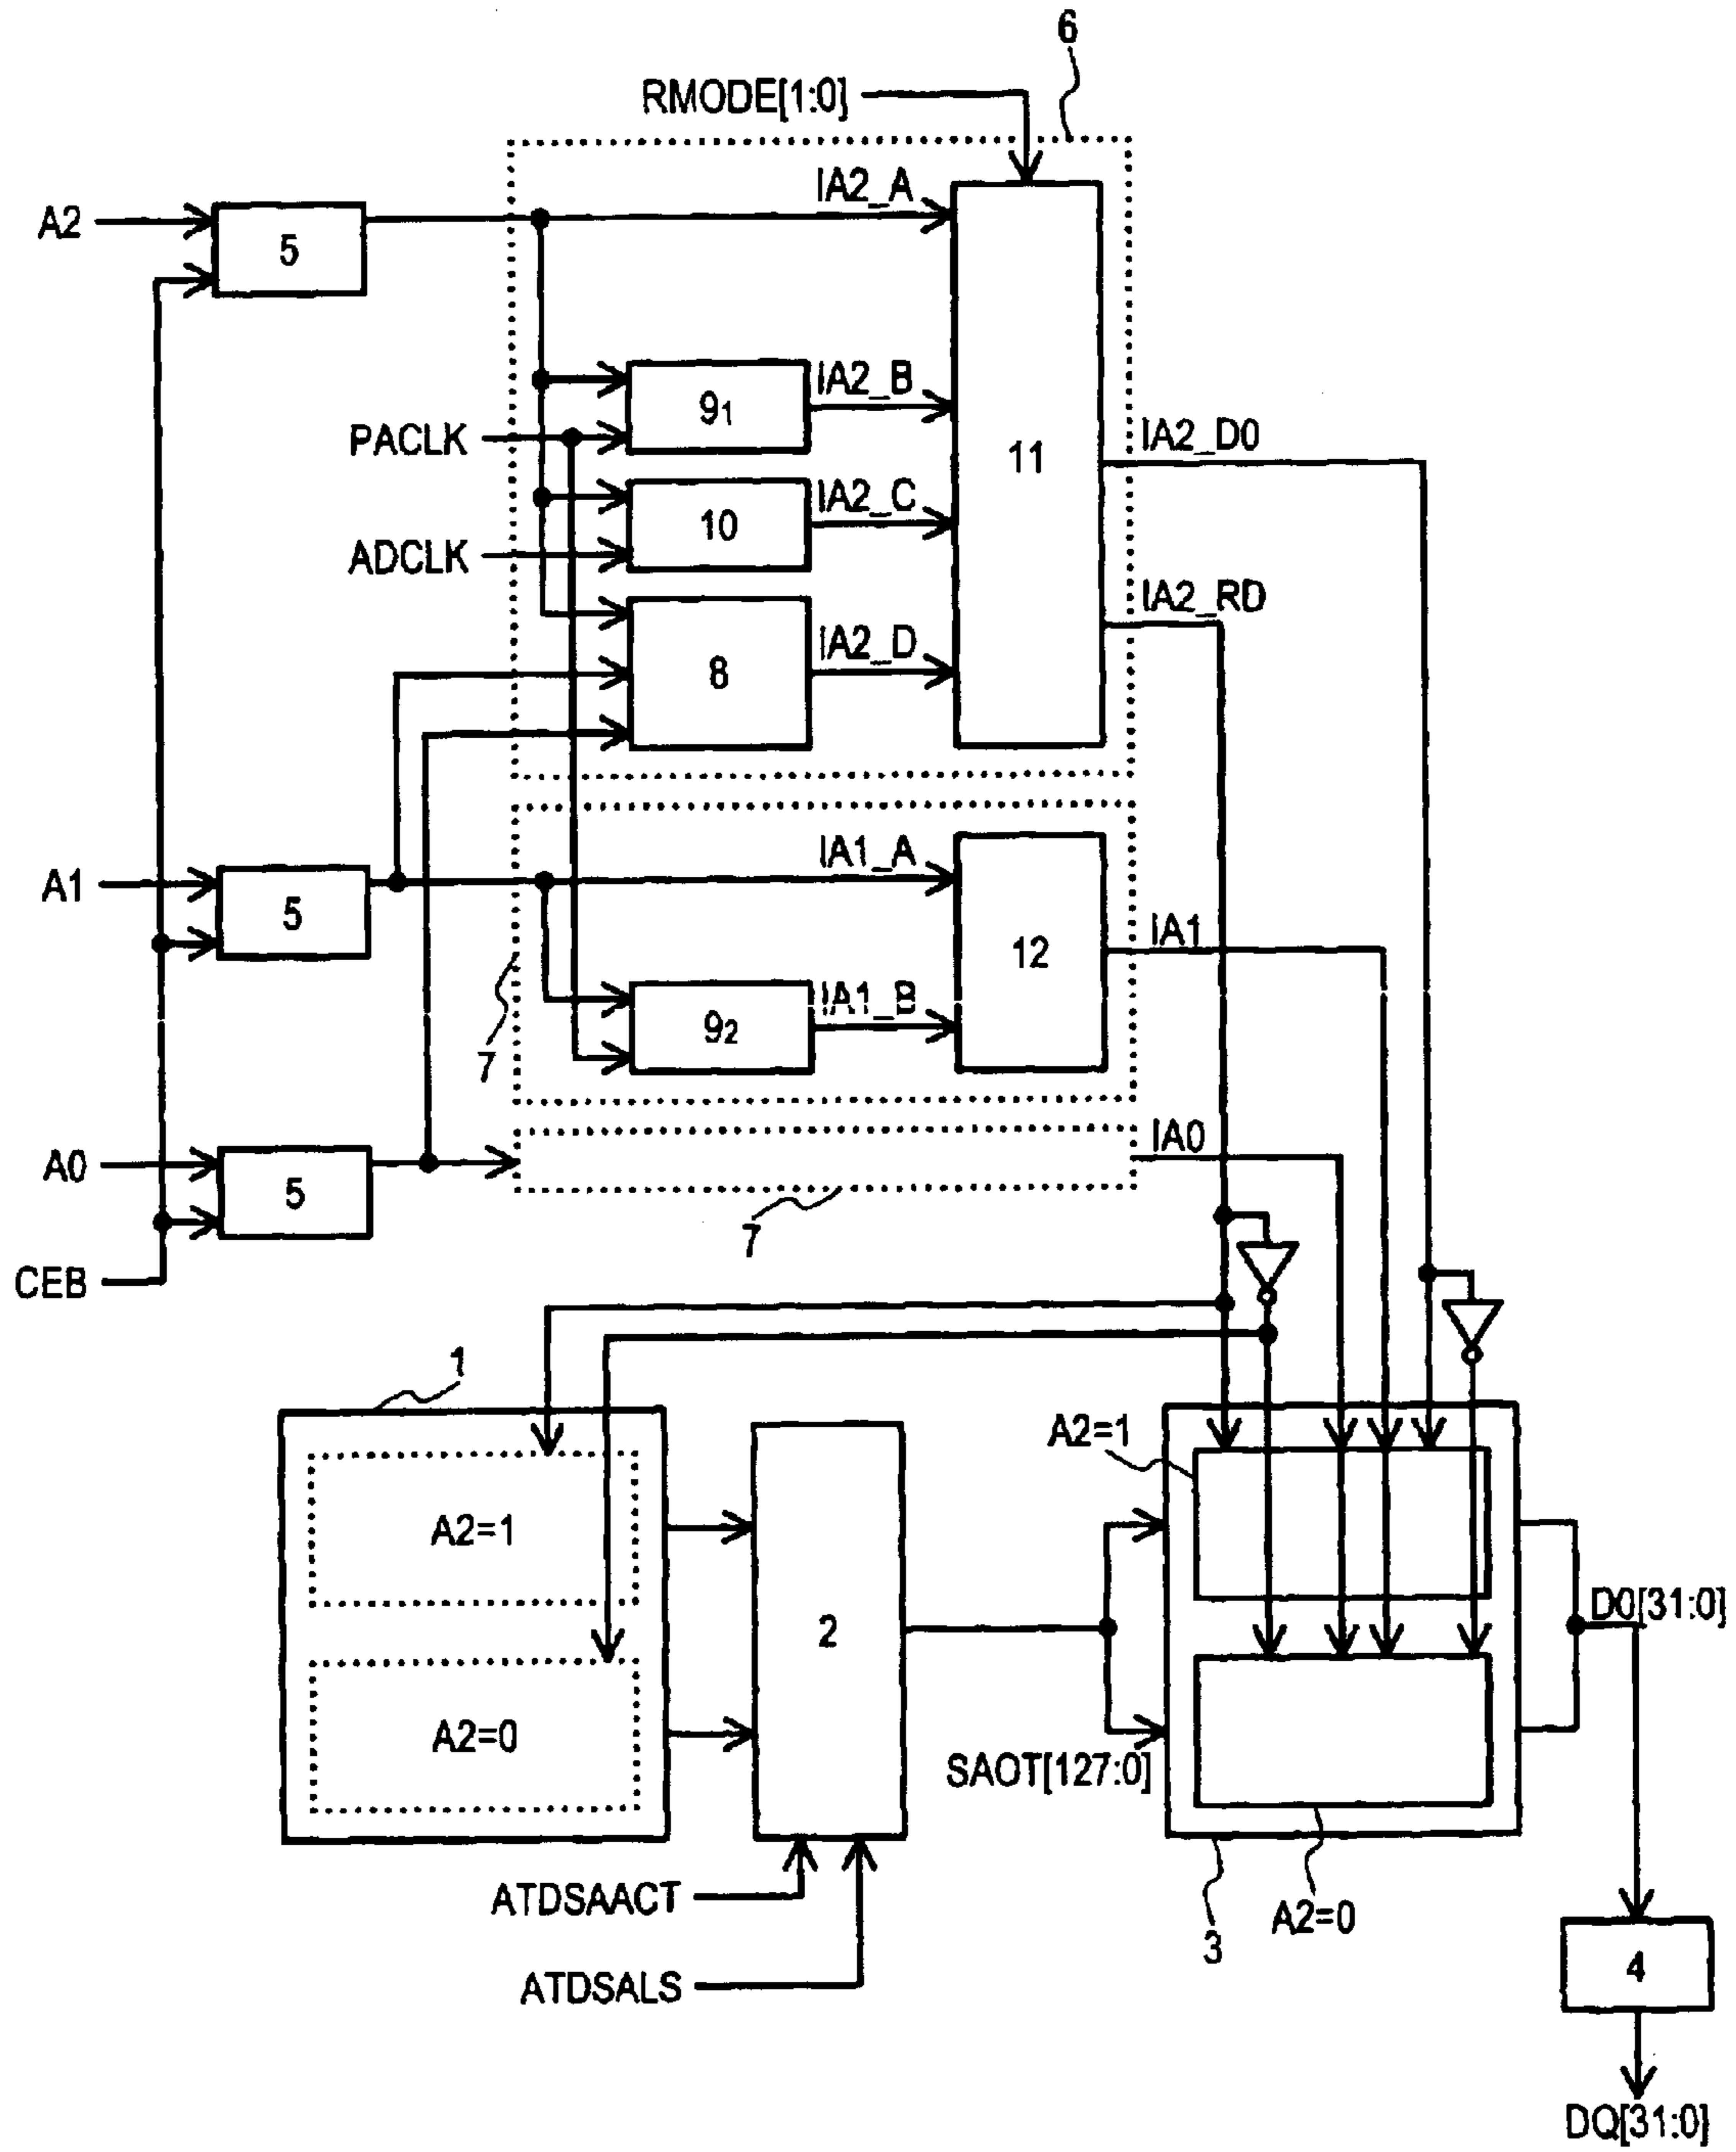 6
RMODE[1:0]
IA2_A
A2
5
IA2_B
9₁
PACLK
11
IA2_D0
IA2_C
10
ADCLK
IA2_RD
IA2_D
8
IA1_A
A1
5
IA1
12
IA1_B
9₂
7
IA0
A0
5
7
CEB
1
A2=1
A2=1
D0[31:0]
2
A2=0
SAOT[127:0]
ATDSAACT
A2=0
3
4
ATDSALS
DQ[31:0]